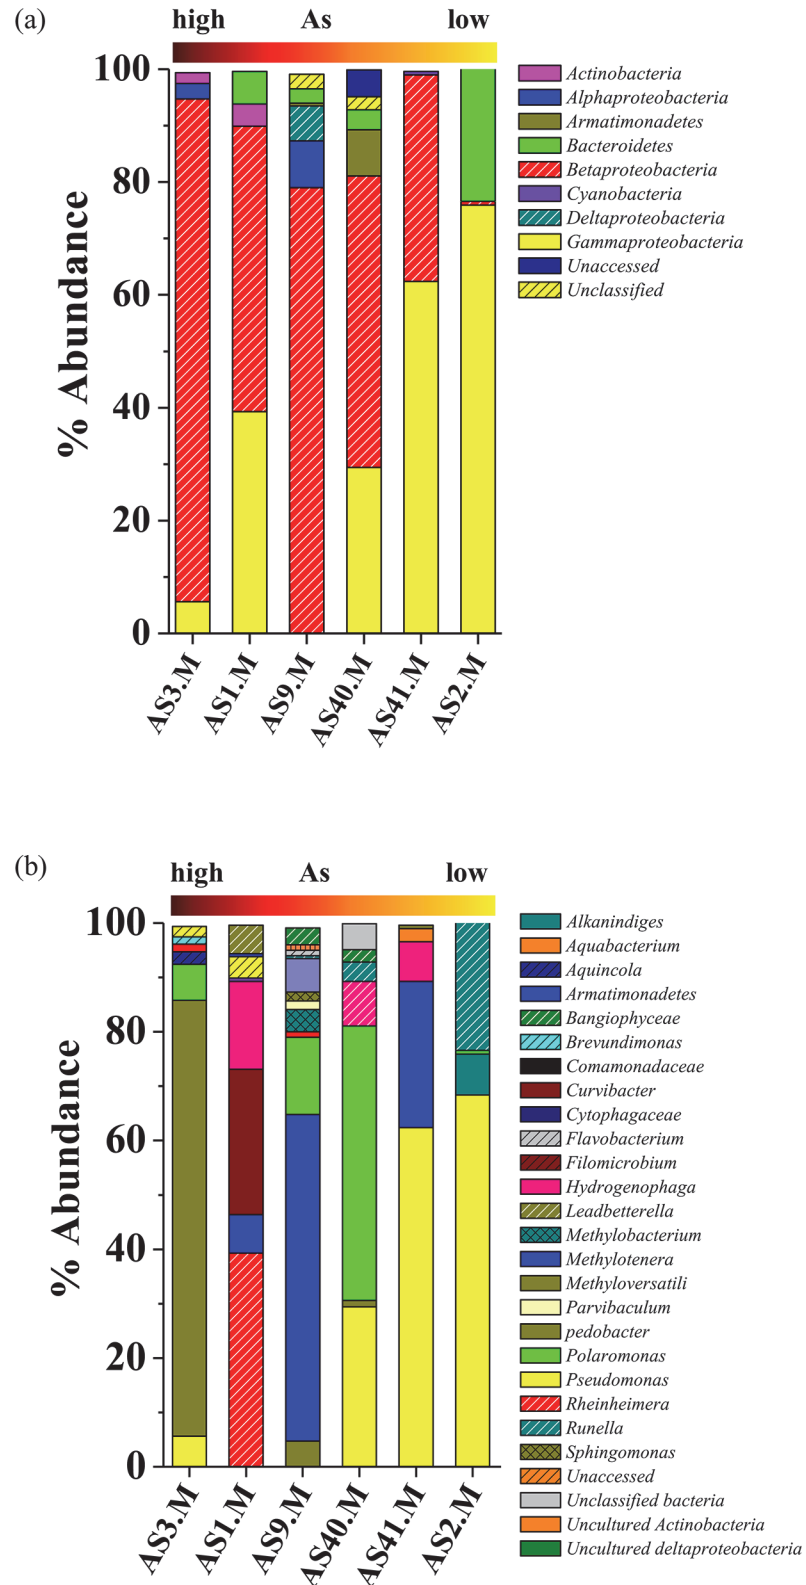 (a)
high As low
100
80
60
40
20
0
% Abundance
AS3.M
AS1.M
AS9.M
AS40.M
AS41.M
AS2.M
Actinobacteria
Alphaproteobacteria
Armatimonadetes
Bacteroidetes
Betaproteobacteria
Cyanobacteria
Deltaproteobacteria
Gammaproteobacteria
Unaccessed
Unclassified
(b)
high As low
100
80
60
40
20
0
% Abundance
AS3.M
AS1.M
AS9.M
AS40.M
AS41.M
AS2.M
Alkanindiges
Aquabacterium
Aquincola
Armatimonadetes
Bangiophyceae
Brevundimonas
Comamonadaceae
Curvibacter
Cytophagaceae
Flavobacterium
Filomicrobium
Hydrogenophaga
Leadbetterella
Methylobacterium
Methylotenera
Methyloversatili
Parvibaculum
pedobacter
Polaromonas
Pseudomonas
Rheinheimera
Runella
Sphingomonas
Unaccessed
Unclassified bacteria
Uncultured Actinobacteria
Uncultured deltaproteobacteria